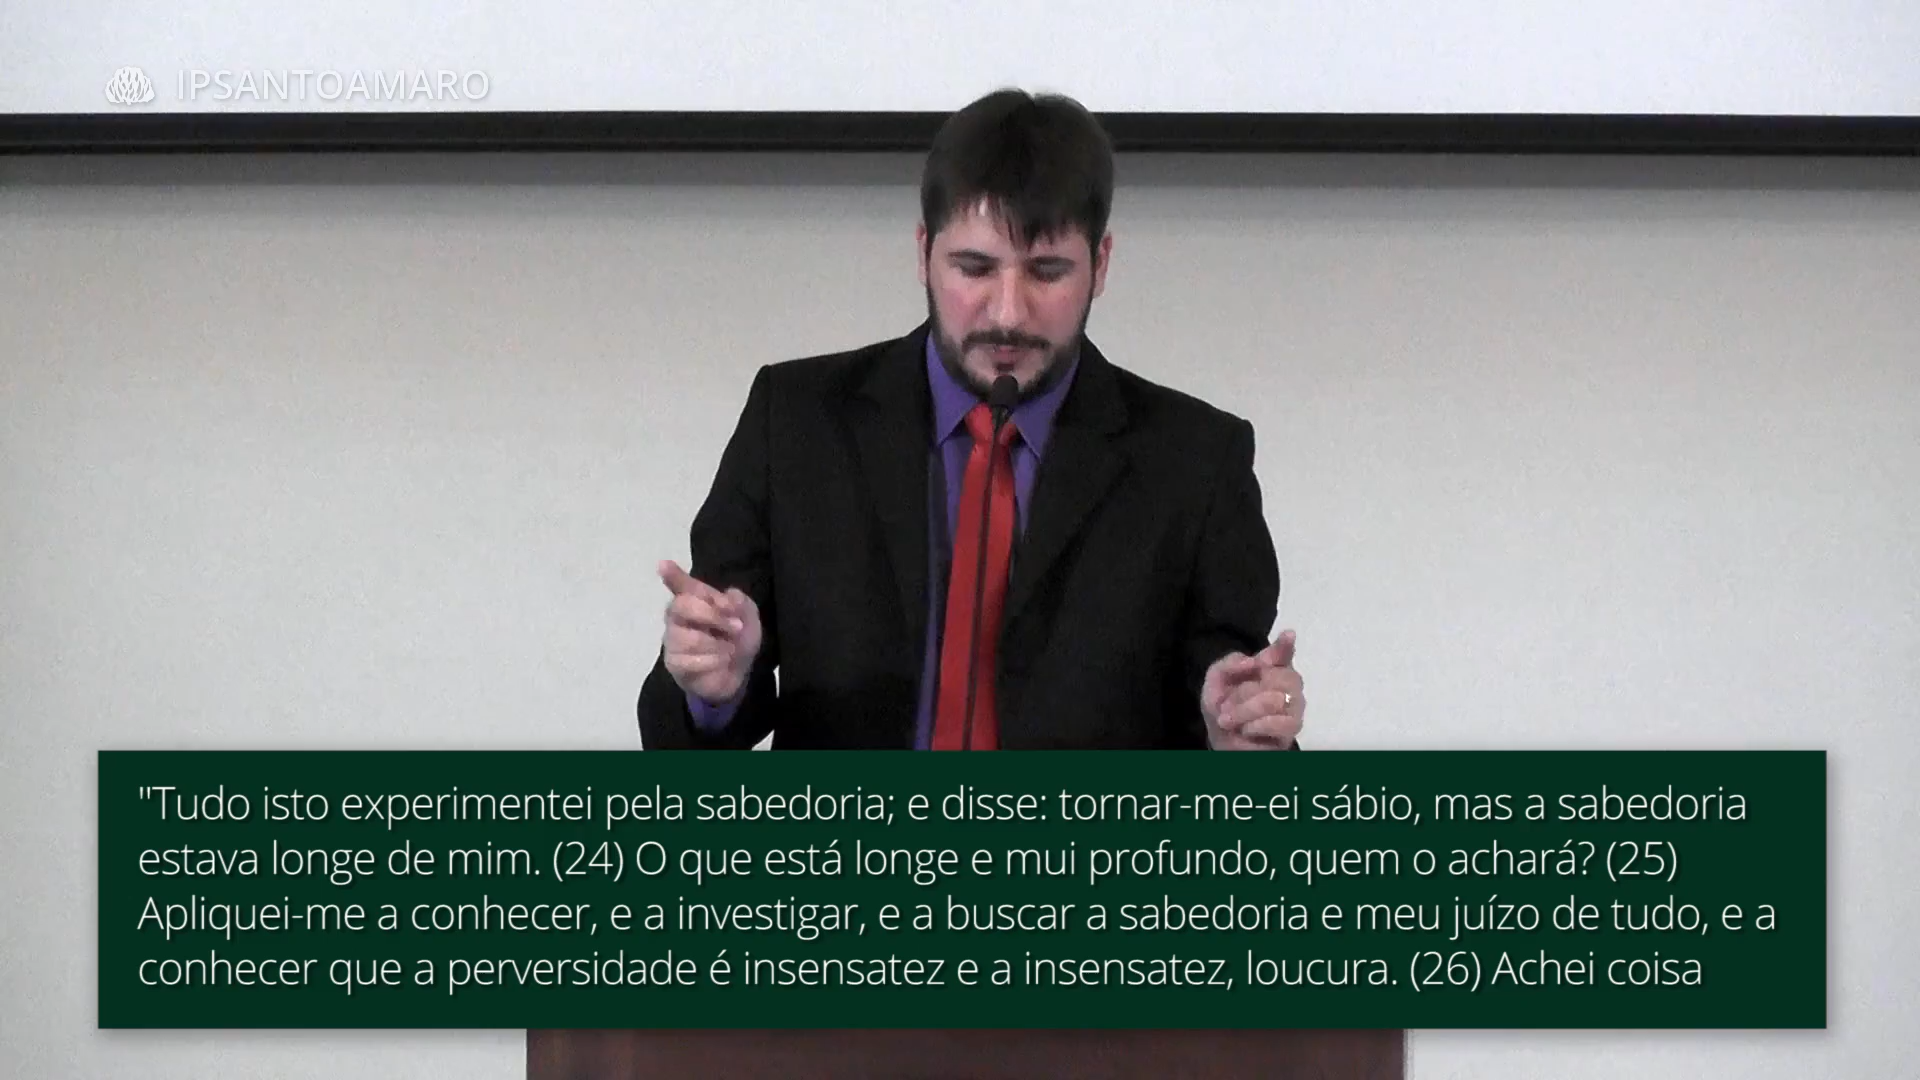 IPSANTOAMARO
"Tudo isto experimentei pela sabedoria; e disse: tornar-me-ei sábio, mas a sabedoria
estava longe de mim. (24) O que está longe e mui profundo, quem o achará? (25)
Apliquei-me a conhecer, e a investigar, e a buscar a sabedoria e meu juízo de tudo, e a
conhecer que a perversidade é insensatez e a insensatez, loucura. (26) Achei coisa